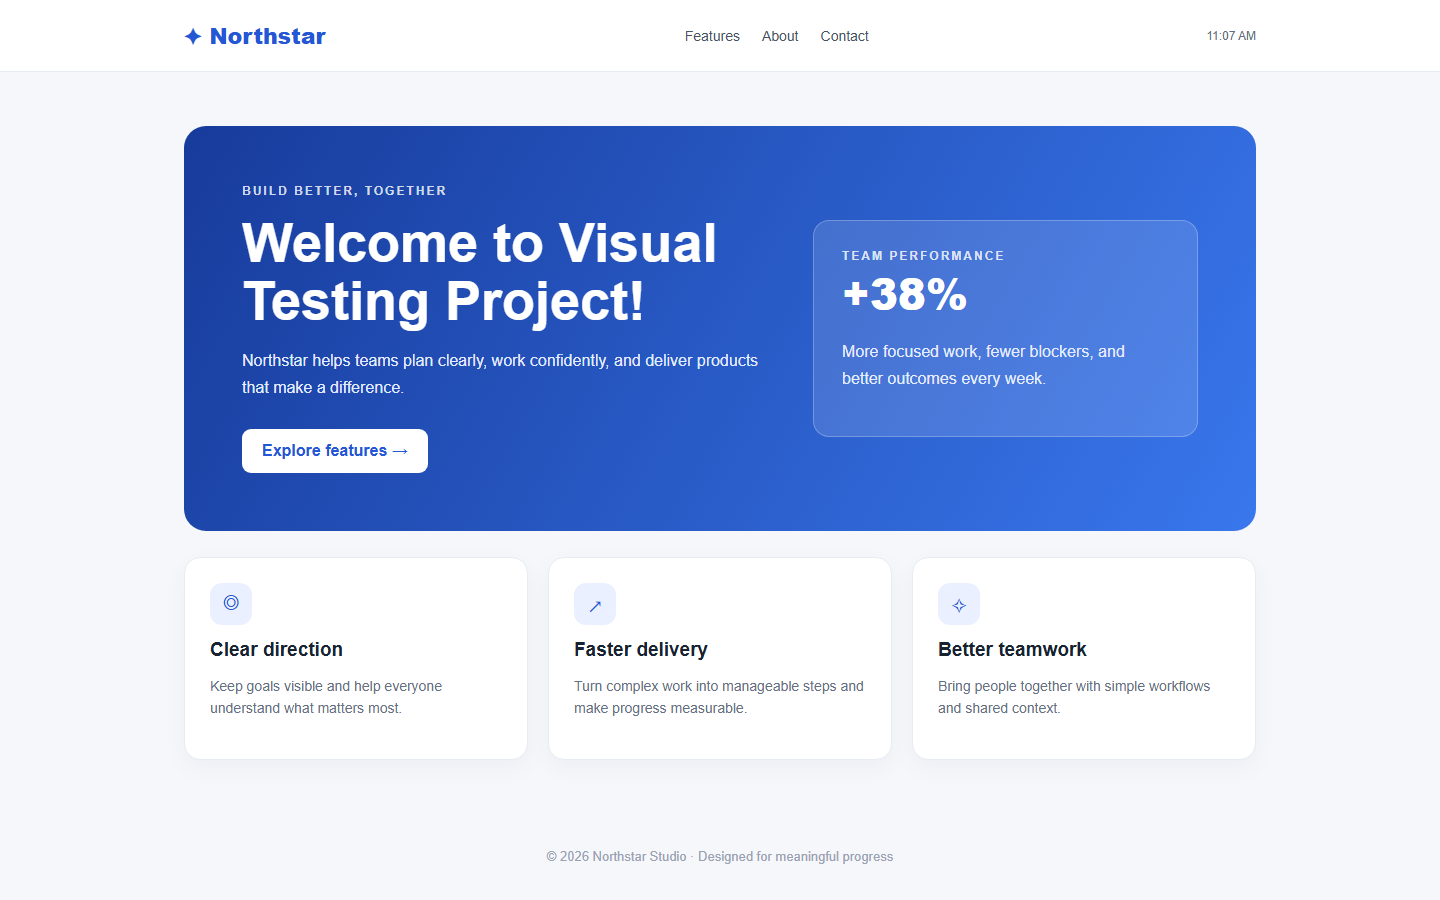 ✦ Northstar
Features About Contact
11:07 AM
BUILD BETTER, TOGETHER
Welcome to Visual
Testing Project!
Northstar helps teams plan clearly, work confidently, and deliver products
that make a difference.
Explore features →
TEAM PERFORMANCE
+38%
More focused work, fewer blockers, and
better outcomes every week.
Clear direction
Keep goals visible and help everyone
understand what matters most.
Faster delivery
Turn complex work into manageable steps and
make progress measurable.
Better teamwork
Bring people together with simple workflows
and shared context.
© 2026 Northstar Studio · Designed for meaningful progress